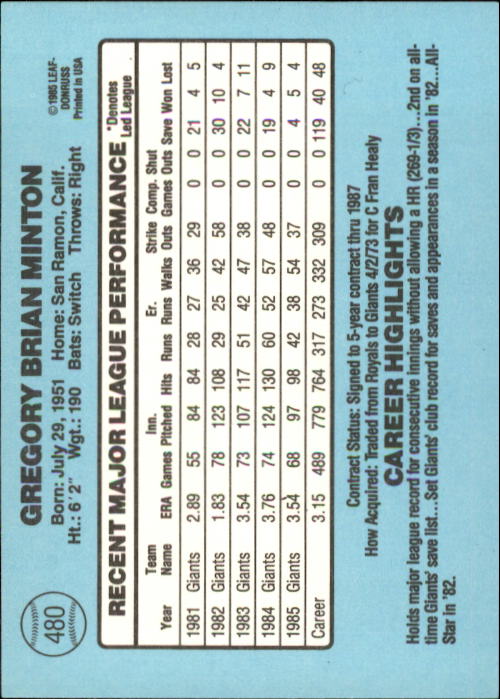 480
GREGORY BRIAN MINTON
©1985 LEAF-
DONRUSS
Printed in USA
Born: July 29, 1951 Home: San Ramon, Calif.
Ht.: 6' 2" Wgt.: 190 Bats: Switch Throws: Right
RECENT MAJOR LEAGUE PERFORMANCE *Denotes
Led League
Team Inn. Er. Strike Comp. Shut
Year Name ERA Games Pitched Hits Runs Runs Walks Outs Games Outs Save Won Lost
1981 Giants 2.89 55 84 84 28 27 36 29 0 0 21 4 5
1982 Giants 1.83 78 123 108 29 25 42 58 0 0 30 10 4
1983 Giants 3.54 73 107 117 51 42 47 38 0 0 22 7 11
1984 Giants 3.76 74 124 130 60 52 57 48 0 0 19 4 9
1985 Giants 3.54 68 97 98 42 38 54 37 0 0 4 5 4
Career 3.15 489 779 764 317 273 332 309 0 0 119 40 48
Contract Status: Signed to 5-year contract thru 1987
How Acquired: Traded from Royals to Giants 4/2/73 for C Fran Healy
CAREER HIGHLIGHTS
Holds major league record for consecutive innings without allowing a HR (269-1/3)...2nd on all-
time Giants' save list...Set Giants' club record for saves and appearances in a season in '82...All-
Star in '82.